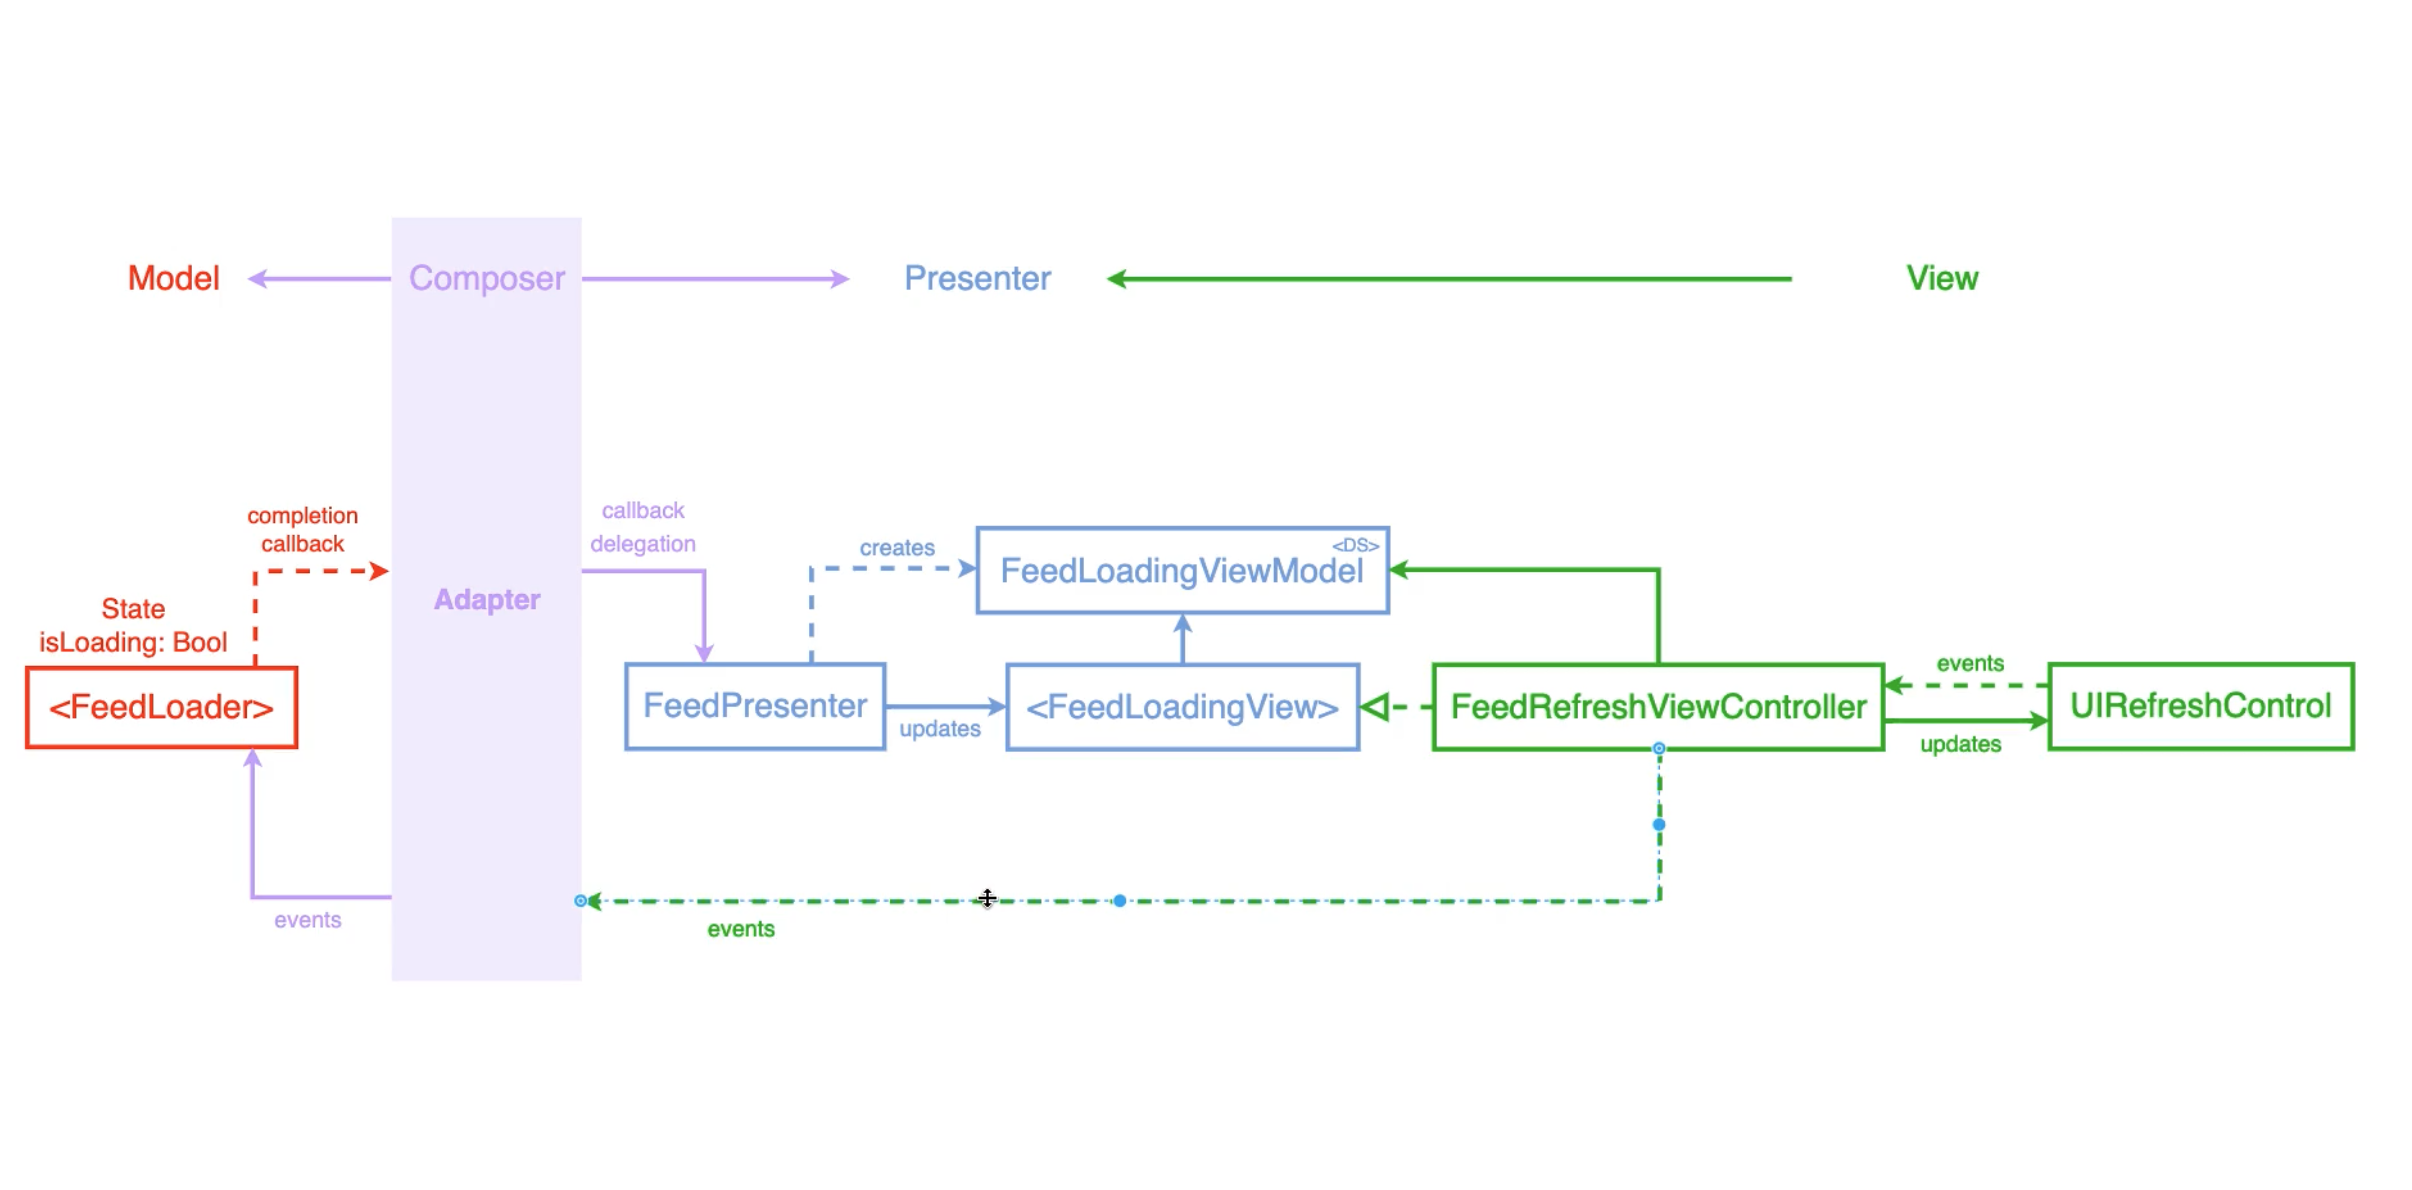 Model
Composer
Presenter
View
completion
callback
callback
delegation
creates
<DS>
FeedLoadingViewModel
Adapter
State
isLoading: Bool
<FeedLoader>
FeedPresenter
updates
<FeedLoadingView>
FeedRefreshViewController
events
updates
UIRefreshControl
events
events